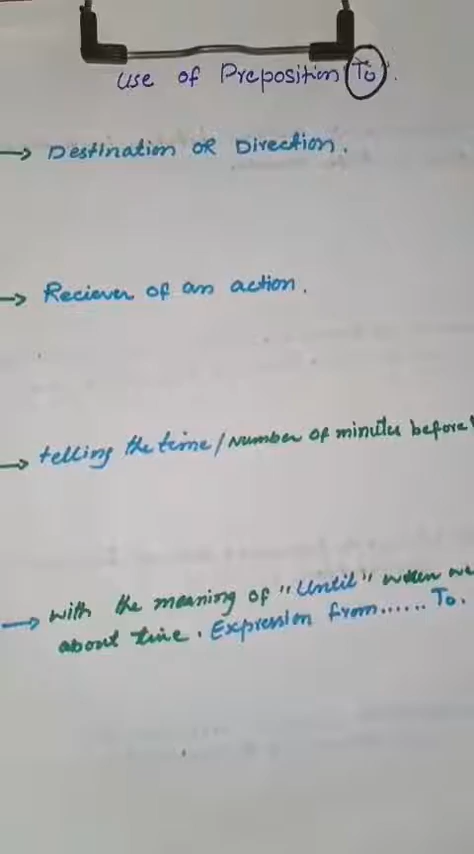 Use of Preposition "To".
→ Destination OR Direction.
→ Reciever of an action.
→ telling the time/Number of minutes before
→ with the meaning of "Until" when we
about time. Expression from...... To.